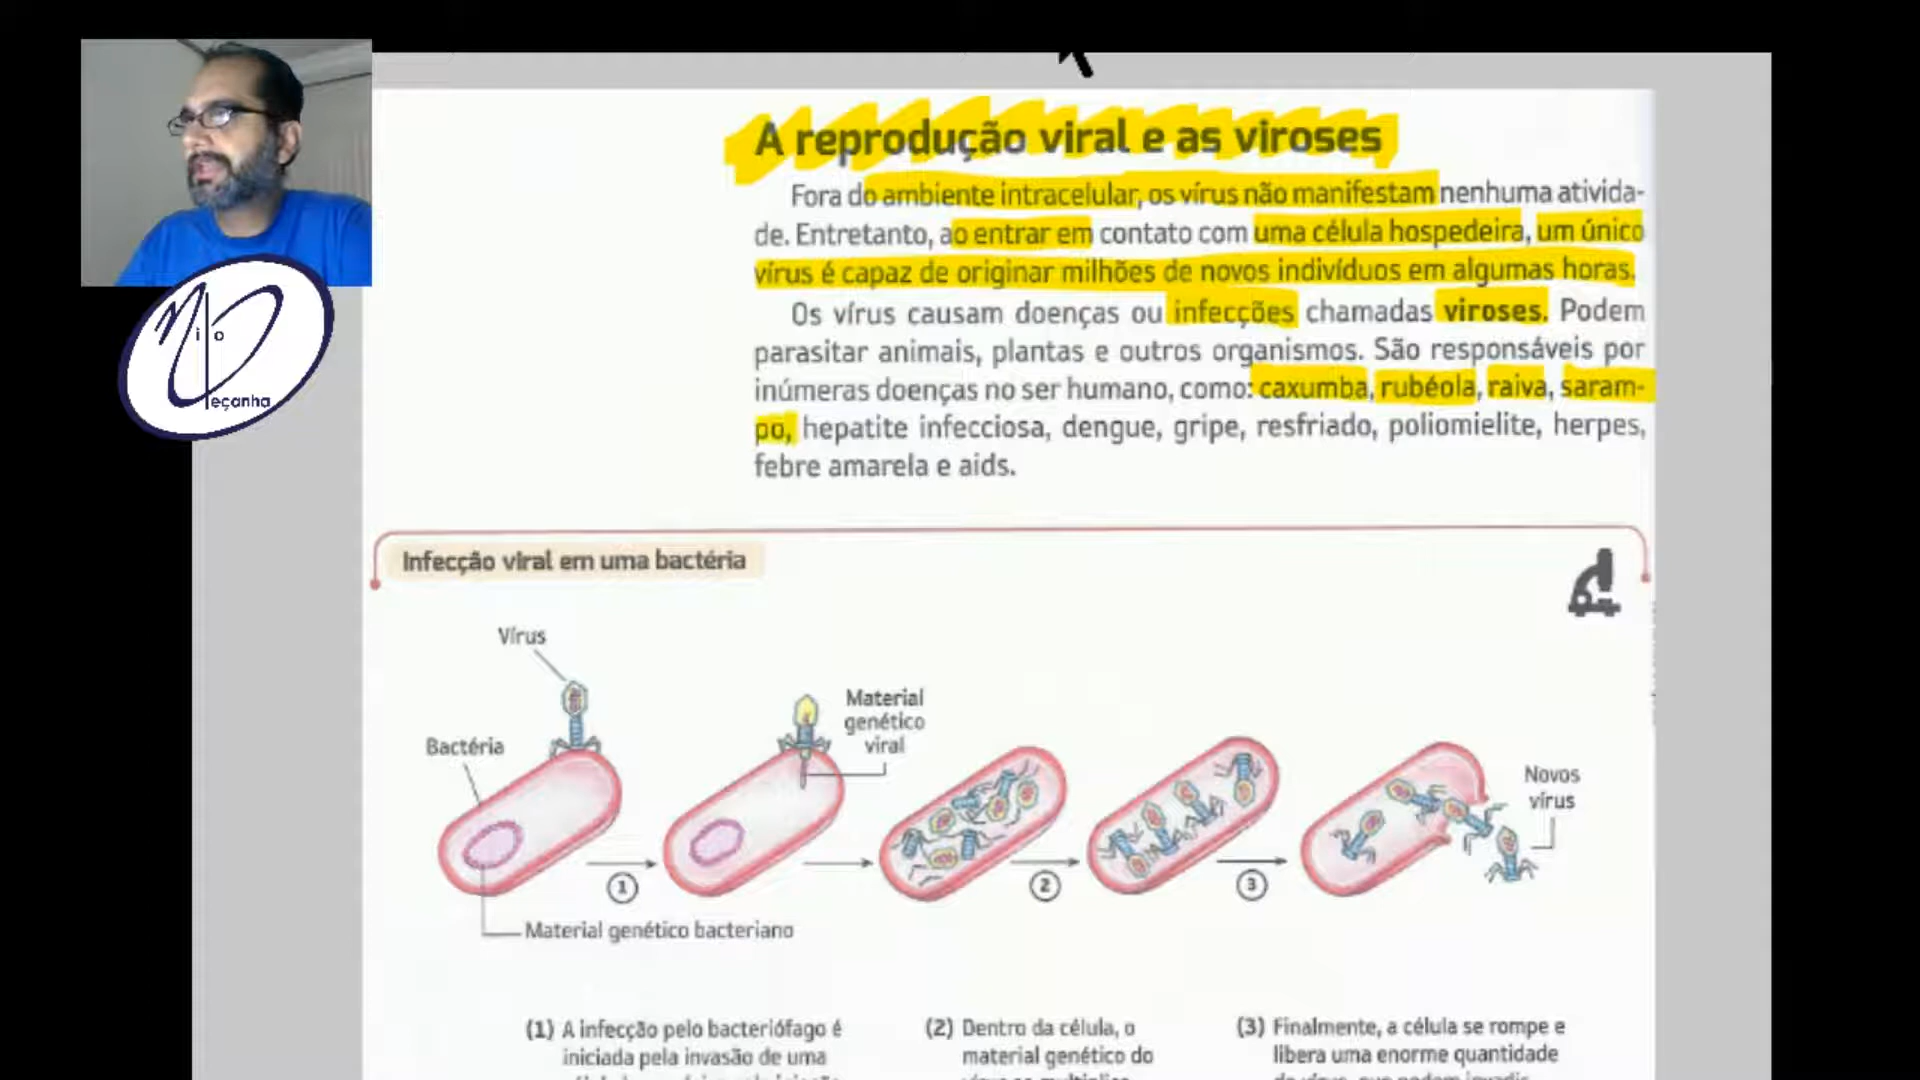 A reprodução viral e as viroses
Fora do ambiente intracelular, os vírus não manifestam nenhuma ativida-
de. Entretanto, ao entrar em contato com uma célula hospedeira, um único
vírus é capaz de originar milhões de novos indivíduos em algumas horas.
Os vírus causam doenças ou infecções chamadas viroses. Podem
parasitar animais, plantas e outros organismos. São responsáveis por
inúmeras doenças no ser humano, como: caxumba, rubéola, raiva, saram-
po, hepatite infecciosa, dengue, gripe, resfriado, poliomielite, herpes,
febre amarela e aids.
Nilo
Peçanha
Infecção viral em uma bactéria
Vírus
Bactéria
Material
genético
viral
Novos
vírus
1
2
3
Material genético bacteriano
(1) A infecção pelo bacteriófago é
iniciada pela invasão de uma
(2) Dentro da célula, o
material genético do
(3) Finalmente, a célula se rompe e
libera uma enorme quantidade